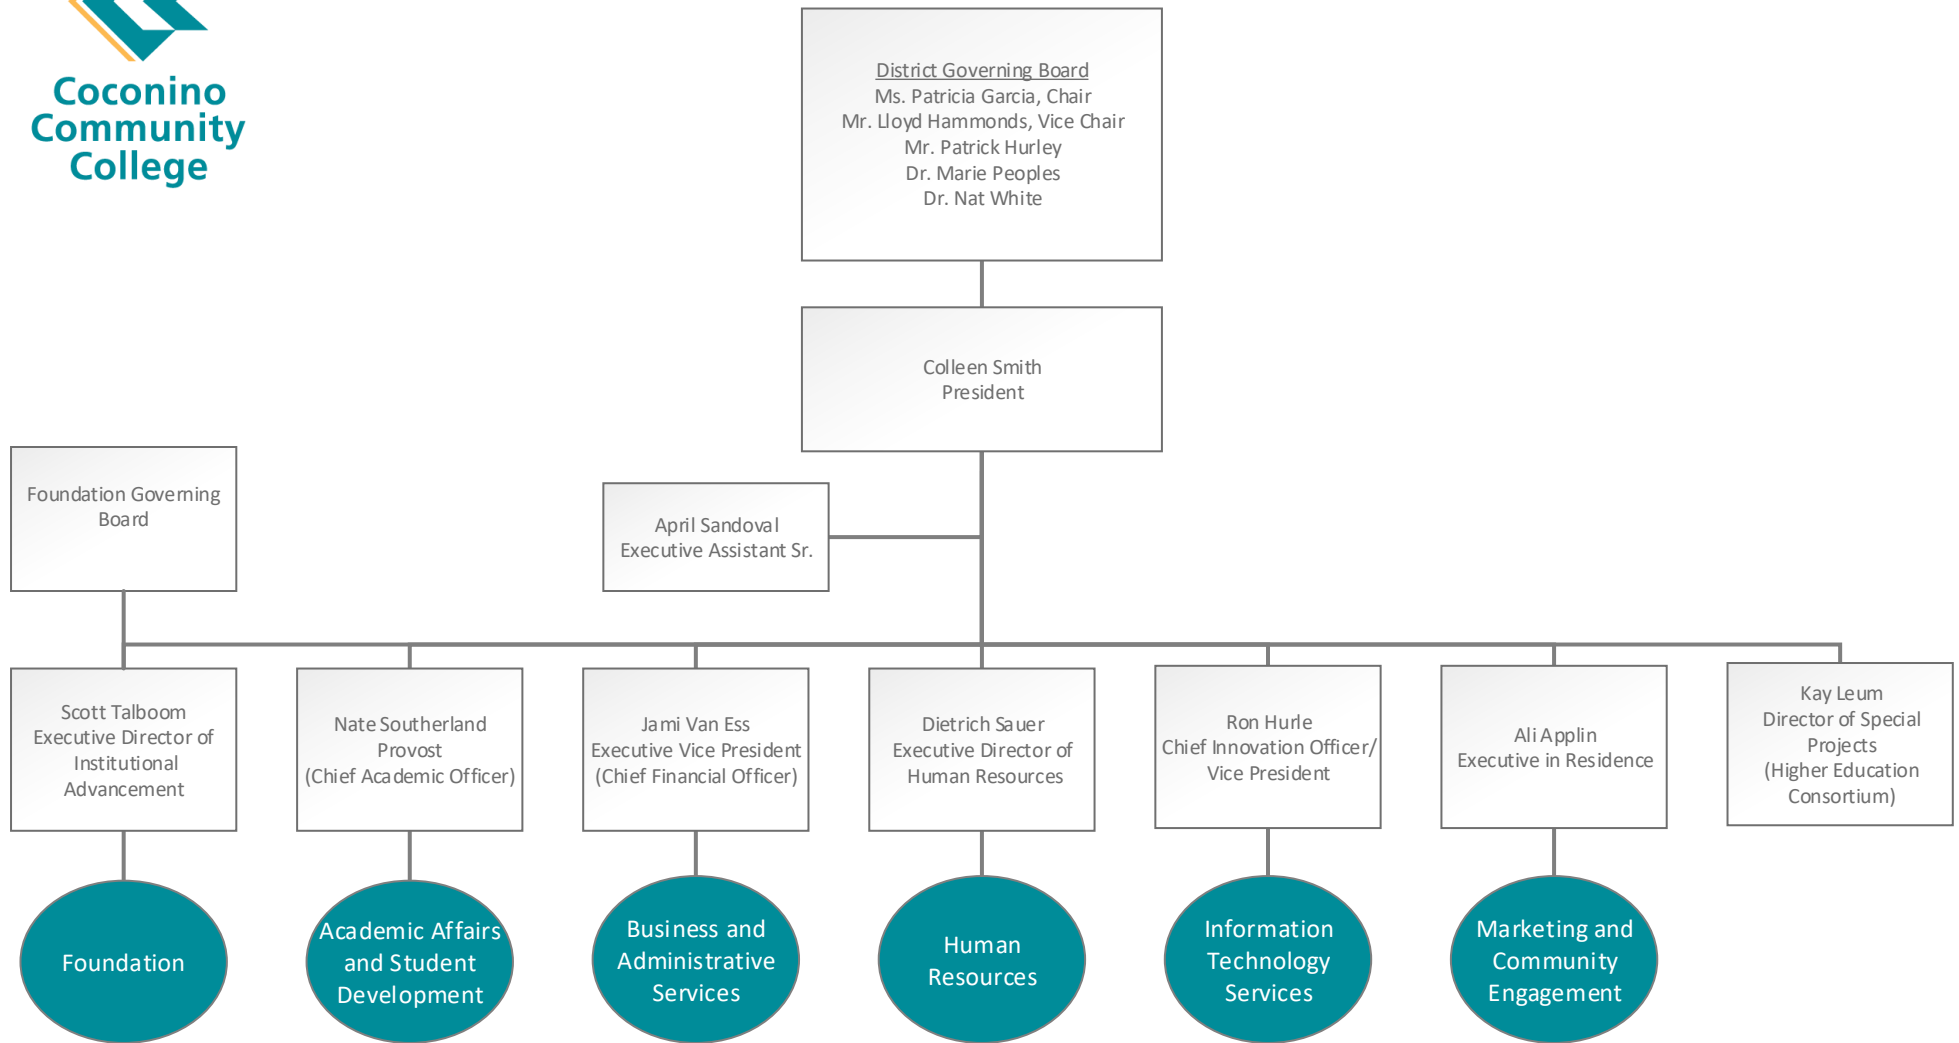 Coconino
Community
College
District Governing Board
Ms. Patricia Garcia, Chair
Mr. Lloyd Hammonds, Vice Chair
Mr. Patrick Hurley
Dr. Marie Peoples
Dr. Nat White
Colleen Smith
President
Foundation Governing
Board
April Sandoval
Executive Assistant Sr.
Scott Talboom
Executive Director of
Institutional
Advancement
Nate Southerland
Provost
(Chief Academic Officer)
Jami Van Ess
Executive Vice President
(Chief Financial Officer)
Dietrich Sauer
Executive Director of
Human Resources
Ron Hurle
Chief Innovation Officer/
Vice President
Ali Applin
Executive in Residence
Kay Leum
Director of Special
Projects
(Higher Education
Consortium)
Foundation
Academic Affairs
and Student
Development
Business and
Administrative
Services
Human
Resources
Information
Technology
Services
Marketing and
Community
Engagement